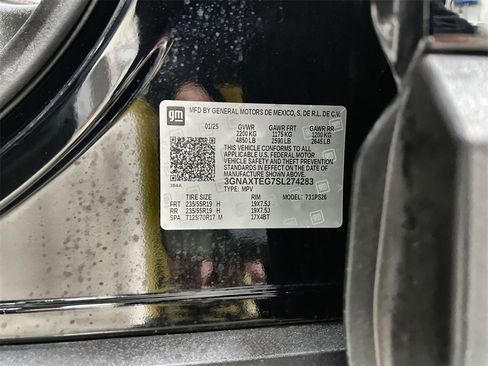 gm MFD BY GENERAL MOTORS DE MEXICO, S. DE R.L. DE C.V.
01/25 GVWR GAWR FRT GAWR RR
2200 KG 1175 KG 1200 KG
4850 LB 2590 LB 2645 LB
THIS VEHICLE CONFORMS TO ALL
APPLICABLE U.S. FEDERAL MOTOR
VEHICLE SAFETY AND THEFT PREVENTION
STANDARDS IN EFFECT ON THE DATE OF
MANUFACTURE SHOWN ABOVE.
3GNAXTEG7SL274283
384A TYPE: MPV
TIRE SIZE RIM MODEL: 731PS26
FRT 235/55R19 H 19X7.5J
RR 235/55R19 H 19X7.5J
SPA T125/70R17 M 17X4BT